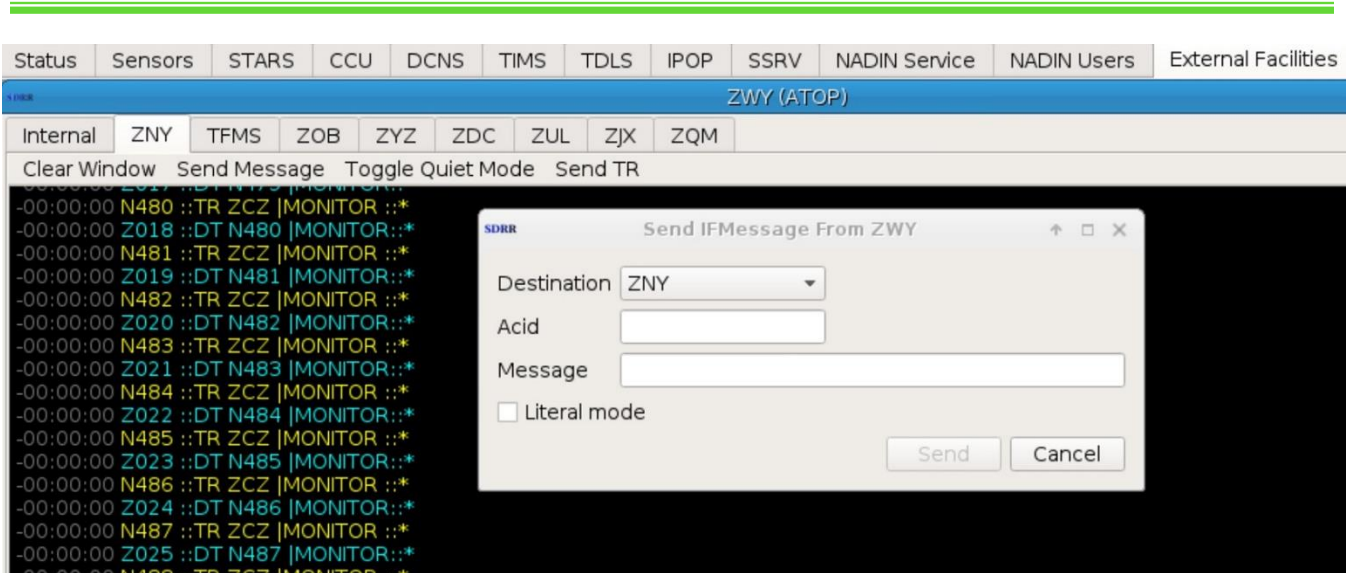 Status Sensors STARS CCU DCNS TIMS TDLS IPOP SSRV NADIN Service NADIN Users External Facilities
SDRR ZWY (ATOP)
Internal ZNY TFMS ZOB ZYZ ZDC ZUL ZJX ZQM
Clear Window Send Message Toggle Quiet Mode Send TR
-00:00:00 Z017 ::DT N479 |MONITOR::*
-00:00:00 N480 ::TR ZCZ |MONITOR ::*
-00:00:00 Z018 ::DT N480 |MONITOR::*
-00:00:00 N481 ::TR ZCZ |MONITOR ::*
-00:00:00 Z019 ::DT N481 |MONITOR::*
-00:00:00 N482 ::TR ZCZ |MONITOR ::*
-00:00:00 Z020 ::DT N482 |MONITOR::*
-00:00:00 N483 ::TR ZCZ |MONITOR ::*
-00:00:00 Z021 ::DT N483 |MONITOR::*
-00:00:00 N484 ::TR ZCZ |MONITOR ::*
-00:00:00 Z022 ::DT N484 |MONITOR::*
-00:00:00 N485 ::TR ZCZ |MONITOR ::*
-00:00:00 Z023 ::DT N485 |MONITOR::*
-00:00:00 N486 ::TR ZCZ |MONITOR ::*
-00:00:00 Z024 ::DT N486 |MONITOR::*
-00:00:00 N487 ::TR ZCZ |MONITOR ::*
-00:00:00 Z025 ::DT N487 |MONITOR::*
SDRR Send IFMessage From ZWY
Destination ZNY
Acid
Message
Literal mode
Send Cancel